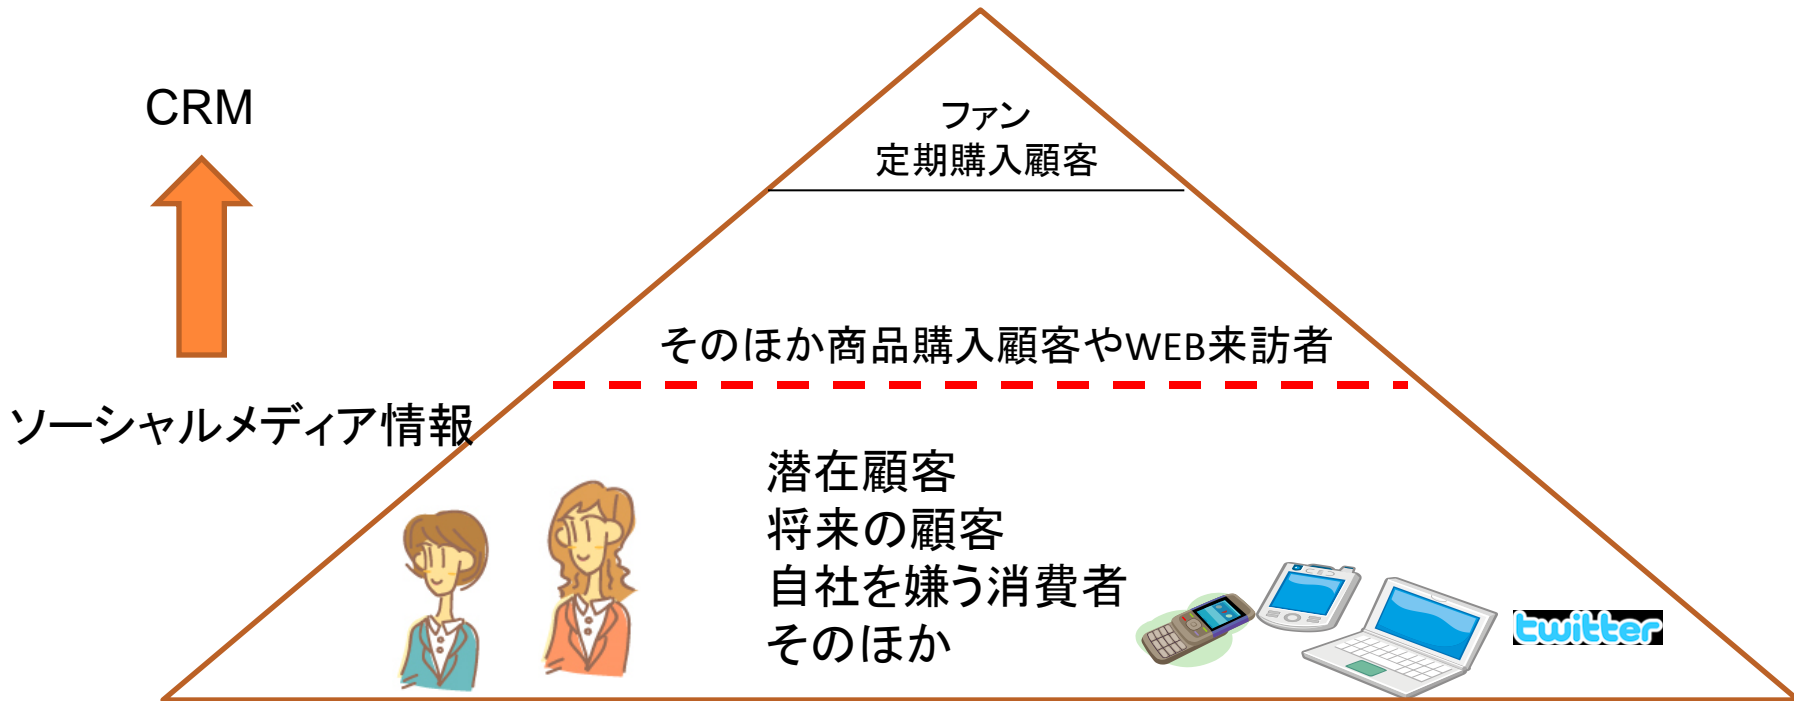 CRM
ファン
定期購入顧客
そのほか商品購入顧客やWEB来訪者
ソーシャルメディア情報
潜在顧客
将来の顧客
自社を嫌う消費者
そのほか
twitter